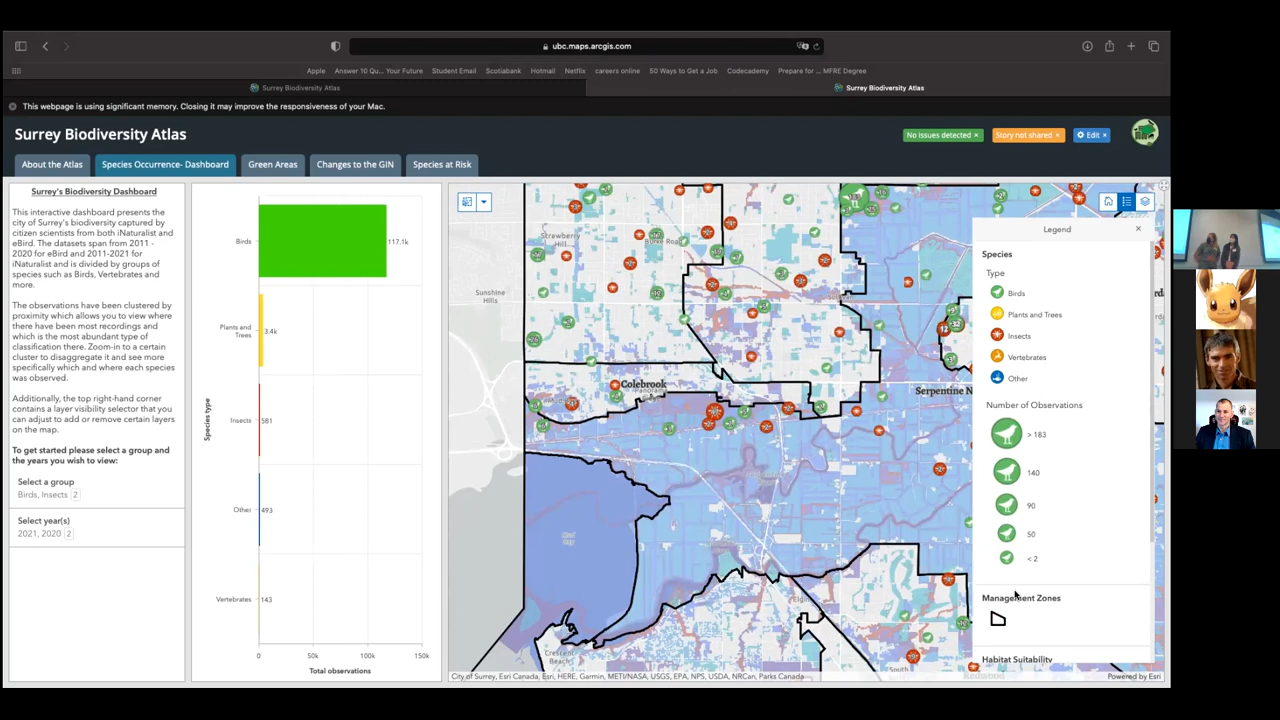 ubc.maps.arcgis.com
Apple
Answer 10 Qu... Your Future
Student Email
Scotiabank
Hotmail
Netflix
careers online
50 Ways to Get a Job
Codecademy
Prepare for ... MFRE Degree
Surrey Biodiversity Atlas
Surrey Biodiversity Atlas
This webpage is using significant memory. Closing it may improve the responsiveness of your Mac.
Surrey Biodiversity Atlas
No issues detected ×
Story not shared ×
Edit ×
About the Atlas
Species Occurrence- Dashboard
Green Areas
Changes to the GIN
Species at Risk
Surrey's Biodiversity Dashboard
This interactive dashboard presents the
city of Surrey's biodiversity captured by
citizen scientists from both iNaturalist and
eBird. The datasets span from 2011 -
2020 for eBird and 2011-2021 for
iNaturalist and is divided by groups of
species such as Birds, Vertebrates and
more.
The observations have been clustered by
proximity which allows you to view where
there have been most recordings and
which is the most abundant type of
classification there. Zoom-in to a certain
cluster to disaggregate it and see more
specifically which and where each species
was observed.
Additionally, the top right-hand corner
contains a layer visibility selector that you
can adjust to add or remove certain layers
on the map.
To get started please select a group and
the years you wish to view:
Select a group
Birds, Insects 2
Select year(s)
2021, 2020 2
Species type
Birds
117.1k
Plants and
Trees
3.4k
Insects
581
Other
493
Vertebrates
143
0
50k
100k
150k
Total observations
Strawberry
Hill
Sunshine
Hills
Colebrook
Serpentine
Crescent
Beach
South
City of Surrey, Esri Canada, Esri, HERE, Garmin, METI/NASA, USGS, EPA, NPS, USDA, NRCan, Parks Canada
Powered by Esri
Legend
Species
Type
Birds
Plants and Trees
Insects
Vertebrates
Other
Number of Observations
> 183
140
90
50
< 2
Management Zones
Habitat Suitability